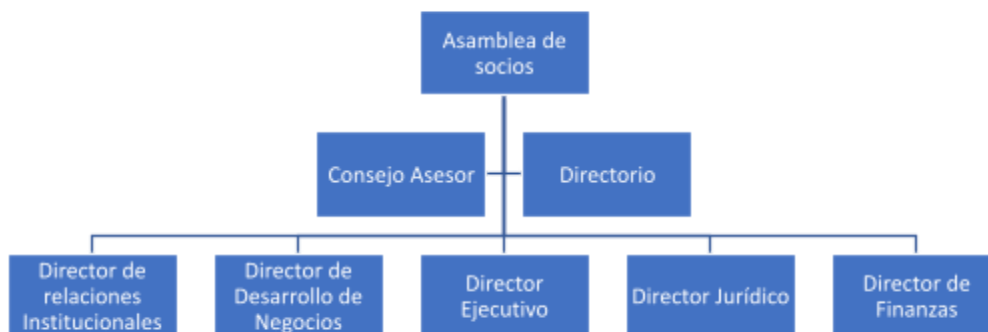 Asamblea de
socios
Consejo Asesor
Directorio
Director de
relaciones
Institucionales
Director de
Desarrollo de
Negocios
Director
Ejecutivo
Director Jurídico
Director de
Finanzas